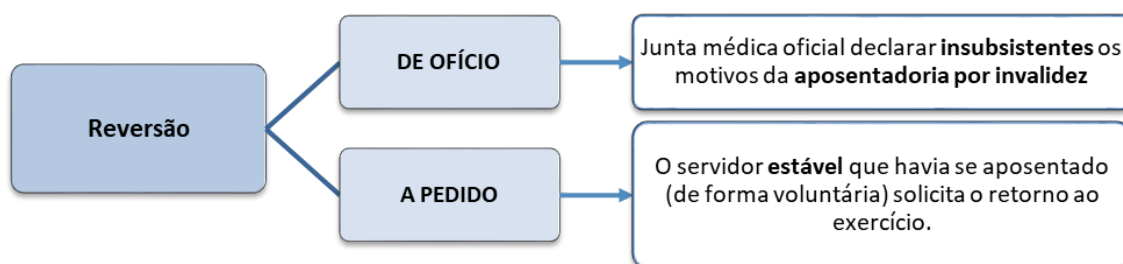 Reversão
DE OFÍCIO
Junta médica oficial declarar insubsistentes os
motivos da aposentadoria por invalidez
A PEDIDO
O servidor estável que havia se aposentado
(de forma voluntária) solicita o retorno ao
exercício.